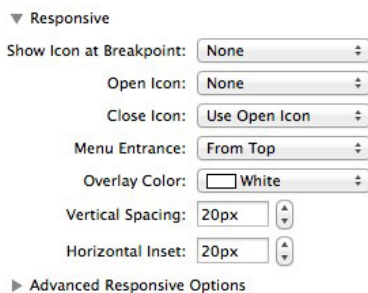 Responsive
Show Icon at Breakpoint: None
Open Icon: None
Close Icon: Use Open Icon
Menu Entrance: From Top
Overlay Color: White
Vertical Spacing: 20px
Horizontal Inset: 20px
Advanced Responsive Options